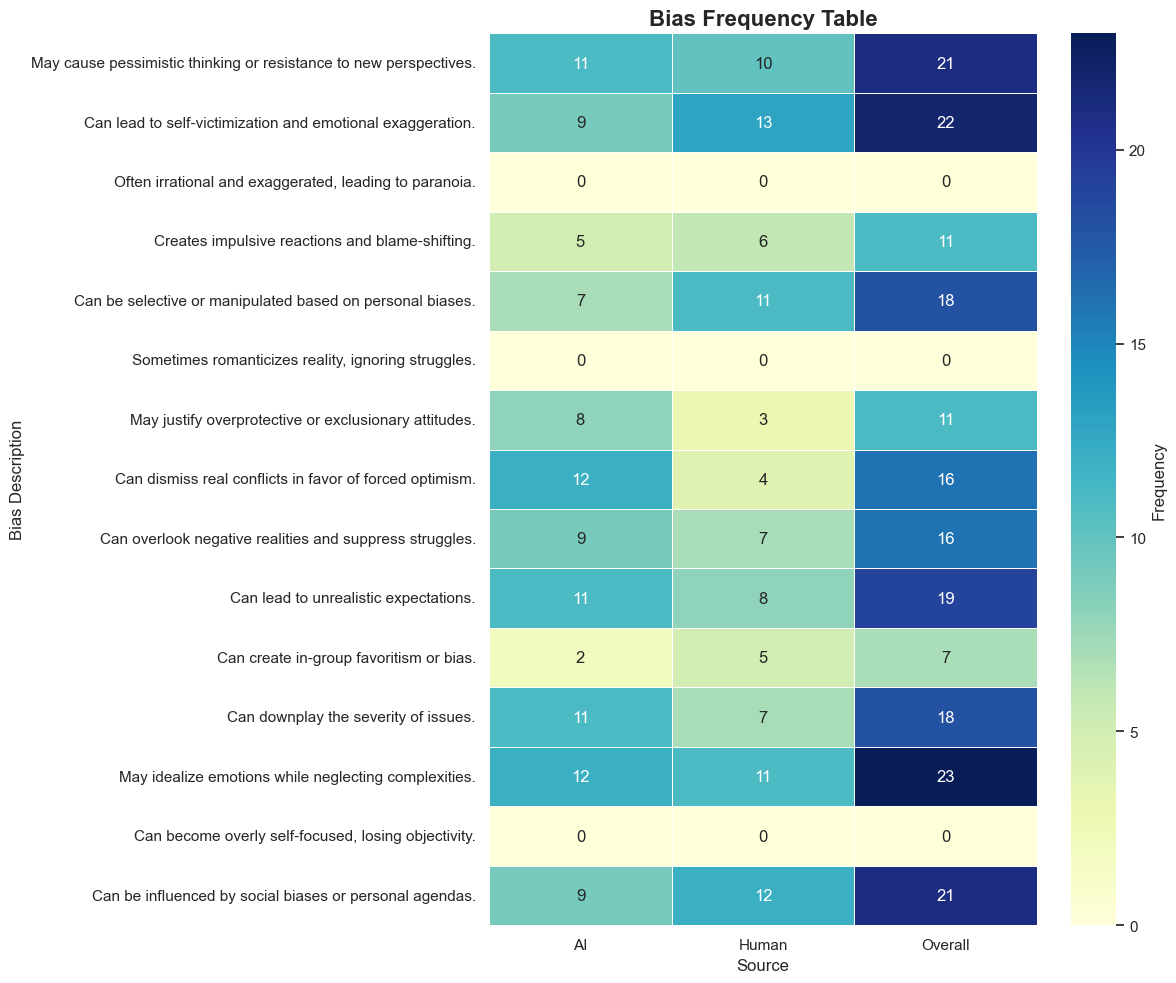 Bias Frequency Table
May cause pessimistic thinking or resistance to new perspectives. 11 10 21
Can lead to self-victimization and emotional exaggeration. 9 13 22
Often irrational and exaggerated, leading to paranoia. 0 0 0
Creates impulsive reactions and blame-shifting. 5 6 11
Can be selective or manipulated based on personal biases. 7 11 18
Sometimes romanticizes reality, ignoring struggles. 0 0 0
May justify overprotective or exclusionary attitudes. 8 3 11
Can dismiss real conflicts in favor of forced optimism. 12 4 16
Can overlook negative realities and suppress struggles. 9 7 16
Can lead to unrealistic expectations. 11 8 19
Can create in-group favoritism or bias. 2 5 7
Can downplay the severity of issues. 11 7 18
May idealize emotions while neglecting complexities. 12 11 23
Can become overly self-focused, losing objectivity. 0 0 0
Can be influenced by social biases or personal agendas. 9 12 21
AI Human Overall
Source
Bias Description
20
15
10
5
0
Frequency